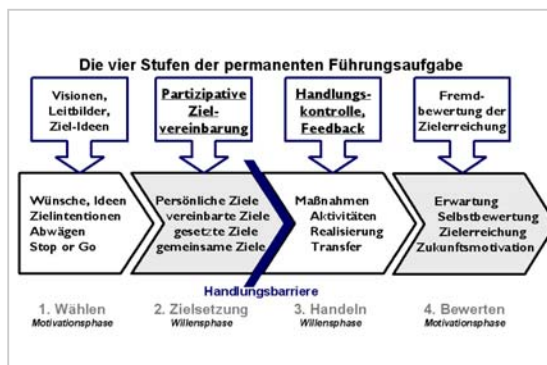 Die vier Stufen der permanenten Führungsaufgabe
Visionen,
Leitbilder,
Ziel-Ideen
Partizipative
Ziel-
vereinbarung
Handlungs-
kontrolle,
Feedback
Fremd-
bewertung der
Zielerreichung
Wünsche, Ideen
Zielintentionen
Abwägen
Stop or Go
Persönliche Ziele
vereinbarte Ziele
gesetzte Ziele
gemeinsame Ziele
Maßnahmen
Aktivitäten
Realisierung
Transfer
Erwartung
Selbstbewertung
Zielerreichung
Zukunftsmotivation
Handlungsbarriere
1. Wählen
Motivationsphase
2. Zielsetzung
Willensphase
3. Handeln
Willensphase
4. Bewerten
Motivationsphase